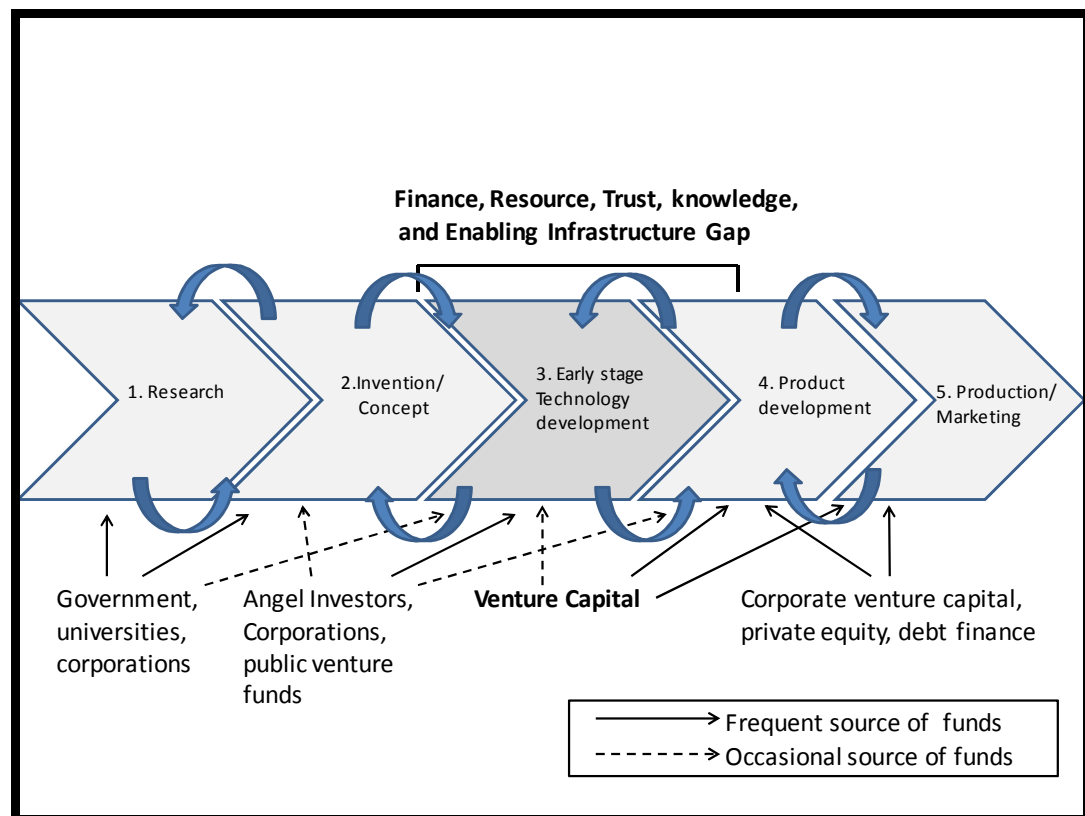 Finance, Resource, Trust, knowledge,
and Enabling Infrastructure Gap
1. Research
2.Invention/
Concept
3. Early stage
Technology
development
4. Product
development
5. Production/
Marketing
Government,
universities,
corporations
Angel Investors,
Corporations,
public venture
funds
Venture Capital
Corporate venture capital,
private equity, debt finance
Frequent source of funds
Occasional source of funds